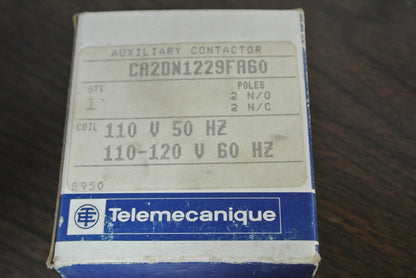 AUXILIARY CONTACTOR
CA2DN1229FA60
QTY POLES
1 2 N/O
2 N/C
COIL 110 V 50 HZ
110-120 V 60 HZ
8950
Telemecanique